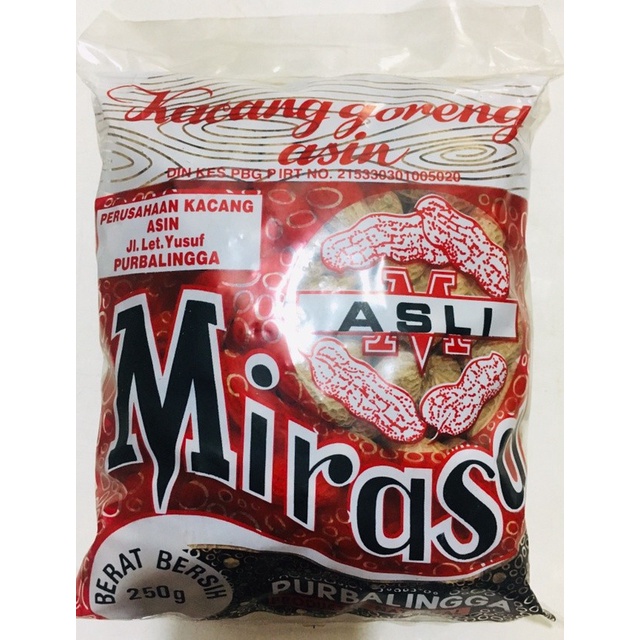 Kacang goreng
asin
DIN KES PBG P IRT NO. 215330301005020
PERUSAHAAN KACANG
ASIN
Jl. Let. Yusuf
PURBALINGGA
M
ASLI
Mirasa
BERAT BERSIH
250g
PURBALINGGA